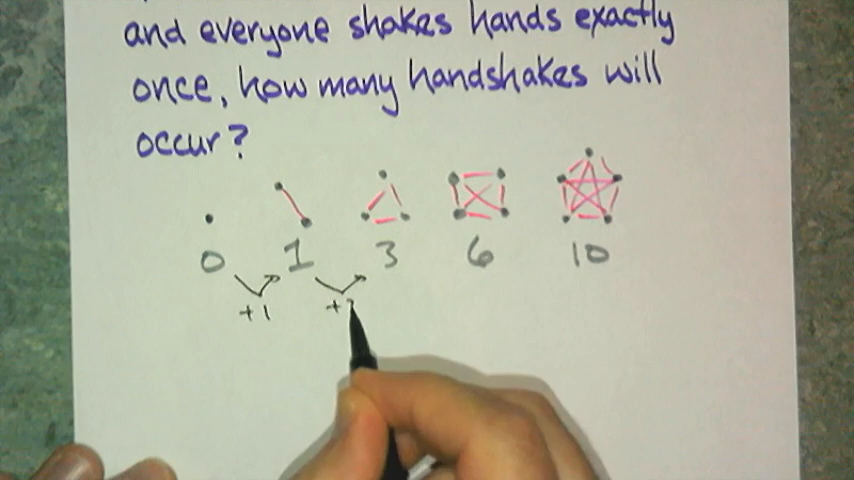 and everyone shakes hands exactly
once, how many handshakes will
occur?
0 1 3 6 10
+1 +